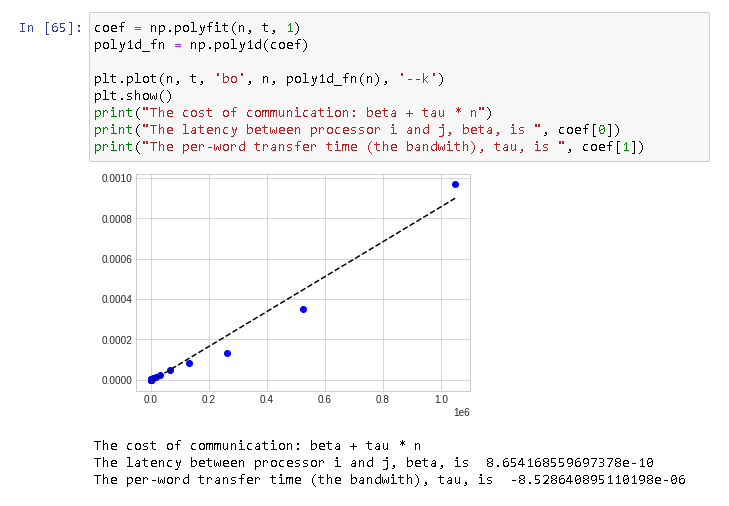 In [65]: coef = np.polyfit(n, t, 1)
poly1d_fn = np.poly1d(coef)
plt.plot(n, t, 'bo', n, poly1d_fn(n), '--k')
plt.show()
print("The cost of communication: beta + tau * n")
print("The latency between processor i and j, beta, is ", coef[0])
print("The per-word transfer time (the bandwith), tau, is ", coef[1])
0.0010
0.0008
0.0006
0.0004
0.0002
0.0000
0.0 0.2 0.4 0.6 0.8 1.0
1e6
The cost of communication: beta + tau * n
The latency between processor i and j, beta, is  8.654168559697378e-10
The per-word transfer time (the bandwith), tau, is  -8.528640895110198e-06